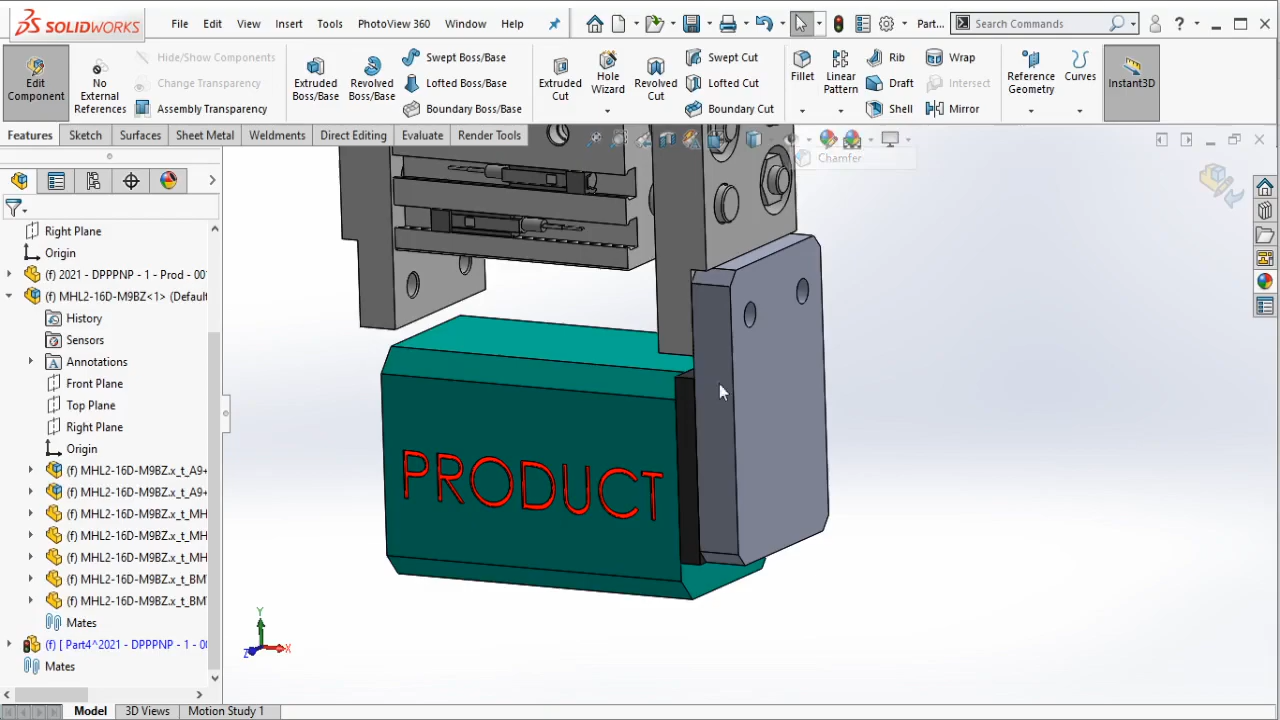 SOLIDWORKS
File Edit View Insert Tools PhotoView 360 Window Help Part... Search Commands
Edit Component
No External References
Hide/Show Components
Change Transparency
Assembly Transparency
Extruded Boss/Base
Revolved Boss/Base
Swept Boss/Base
Lofted Boss/Base
Boundary Boss/Base
Extruded Cut
Hole Wizard
Revolved Cut
Swept Cut
Lofted Cut
Boundary Cut
Fillet
Linear Pattern
Rib
Draft
Shell
Wrap
Intersect
Mirror
Reference Geometry
Curves
Instant3D
Features Sketch Surfaces Sheet Metal Weldments Direct Editing Evaluate Render Tools
Chamfer
Right Plane
Origin
(f) 2021 - DPPPNP - 1 - Prod - 00
(f) MHL2-16D-M9BZ<1> (Default
History
Sensors
Annotations
Front Plane
Top Plane
Right Plane
Origin
(f) MHL2-16D-M9BZ.x_t_A9+
(f) MHL2-16D-M9BZ.x_t_A9+
(f) MHL2-16D-M9BZ.x_t_MH
(f) MHL2-16D-M9BZ.x_t_MH
(f) MHL2-16D-M9BZ.x_t_MH
(f) MHL2-16D-M9BZ.x_t_BM
(f) MHL2-16D-M9BZ.x_t_BM
Mates
(f) [ Part4^2021 - DPPPNP - 1 - 00
Mates
PRODUCT
Y
Z X
Model 3D Views Motion Study 1